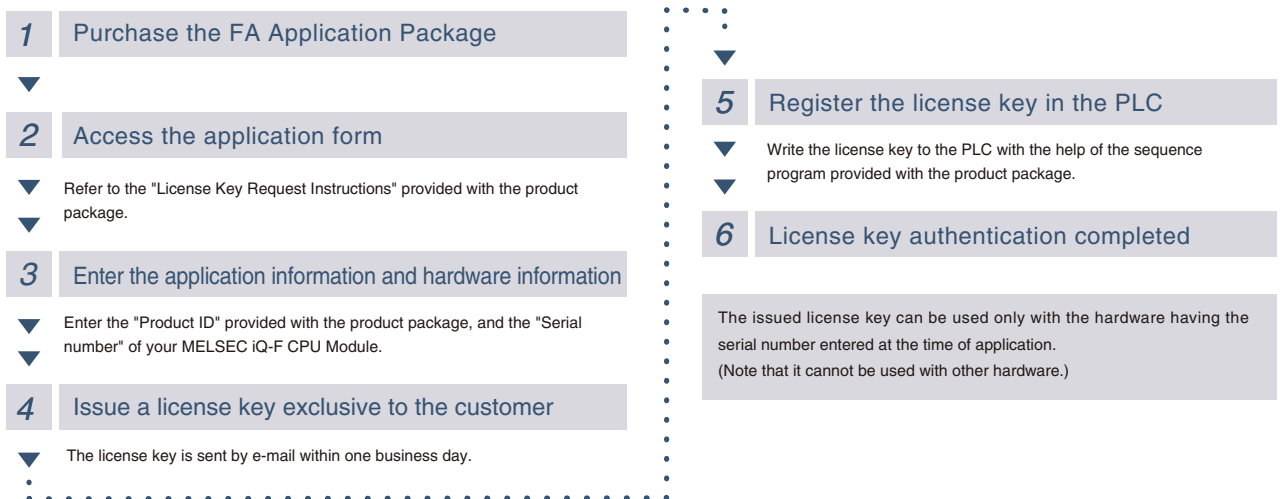 1 Purchase the FA Application Package
2 Access the application form
Refer to the "License Key Request Instructions" provided with the product
package.
3 Enter the application information and hardware information
Enter the "Product ID" provided with the product package, and the "Serial
number" of your MELSEC iQ-F CPU Module.
4 Issue a license key exclusive to the customer
The license key is sent by e-mail within one business day.
5 Register the license key in the PLC
Write the license key to the PLC with the help of the sequence
program provided with the product package.
6 License key authentication completed
The issued license key can be used only with the hardware having the
serial number entered at the time of application.
(Note that it cannot be used with other hardware.)